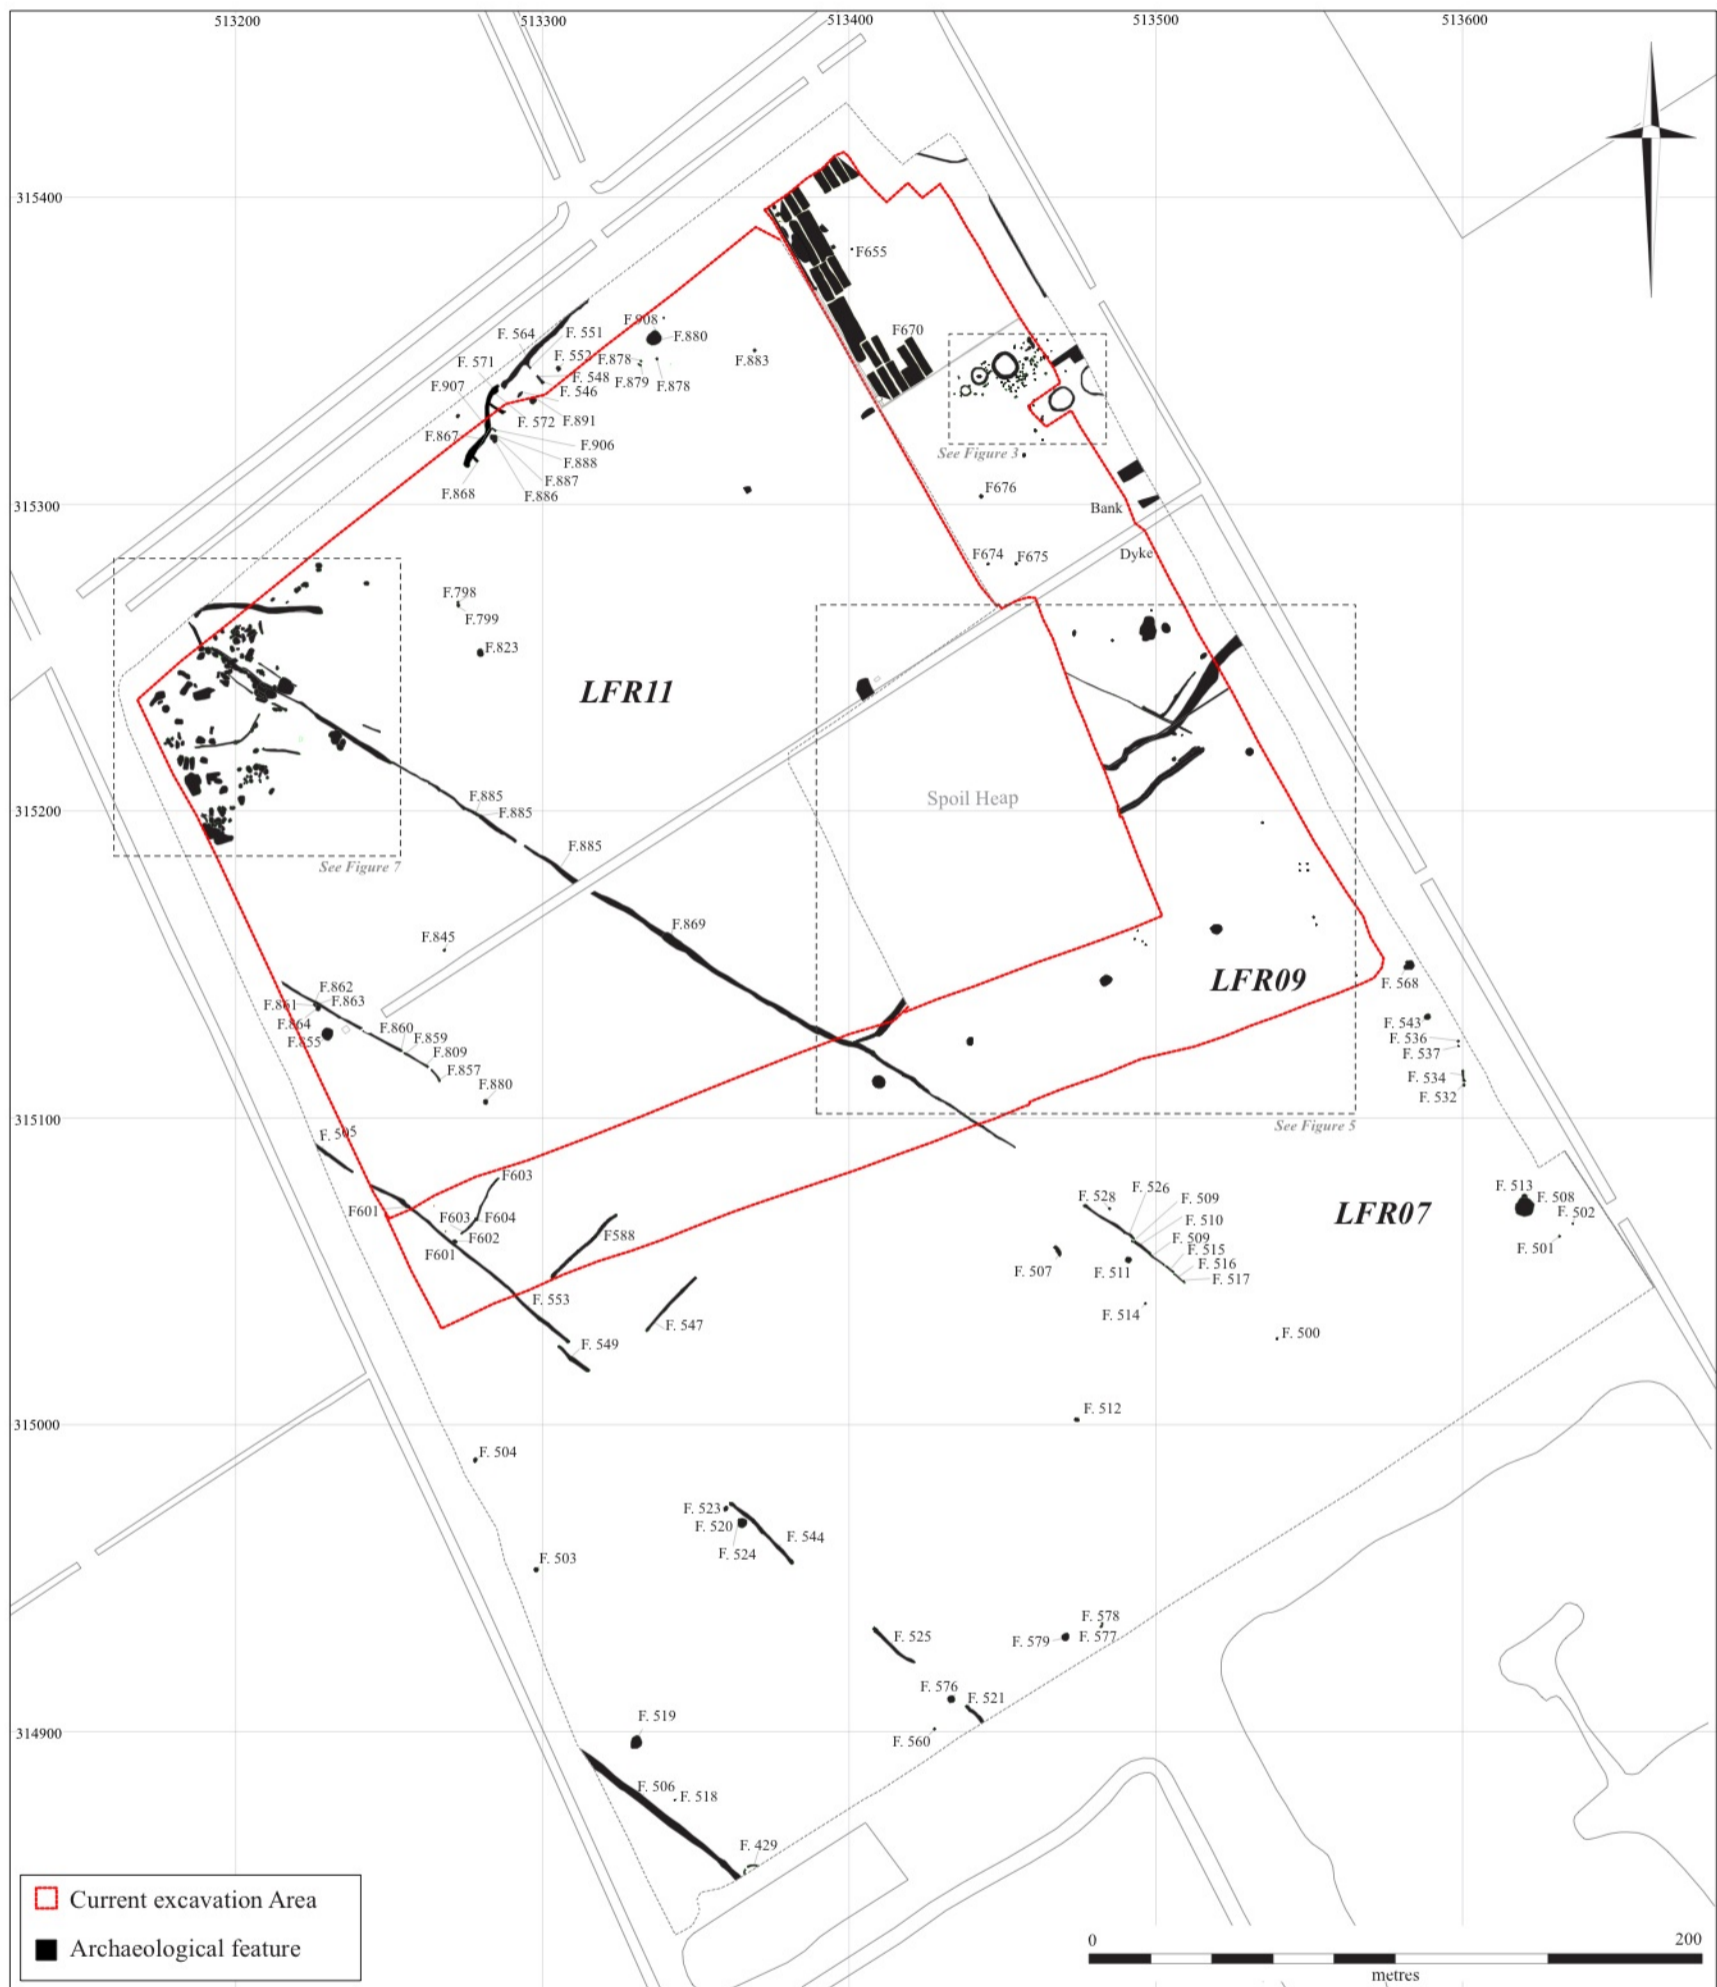 513200 513300 513400 513500 513600
315400
F655
F.908
F. 564 F. 551 F.880 F670
F. 571 F. 552 F.878 F.883
F.907 F. 548 F.879 F.878
F. 546
F. 572 F.891
F.867 F.906
F.888
F.887
F.868 F.886
See Figure 3
F676
315300
Bank
F674 F675 Dyke
F.798
F.799
F.823
LFR11
Spoil Heap
F.885
F.885
315200
F.885
See Figure 7
F.869
F.845
LFR09
F.862
F.861 F.863
F.864 F.860
F.855 F.859
F.809
F.857
F.880
F. 568
F. 543
F. 536
F. 537
F. 534
F. 532
315100
See Figure 5
F. 505
F603
F601 F603 F604
F602
F601
F588
F. 553
F. 547
F. 549
F. 526
F. 528 F. 509
F. 510
F. 509
F. 515
F. 516
F. 517
F. 507 F. 511
F. 514
LFR07
F. 513
F. 508
F. 502
F. 501
F. 500
F. 512
315000
F. 504
F. 523
F. 520 F. 544
F. 524
F. 503
F. 578
F. 525 F. 579 F. 577
F. 576 F. 521
F. 519
F. 560
314900
F. 506
F. 518
F. 429
Current excavation Area
Archaeological feature
0 200
metres